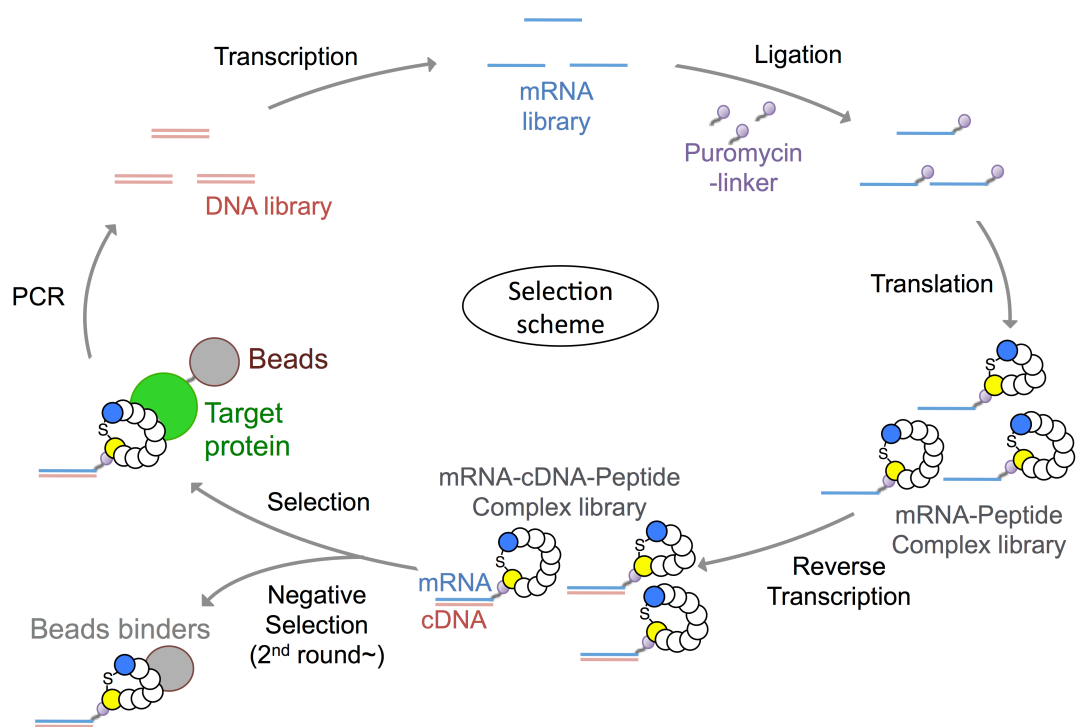 Transcription
mRNA
library
Ligation
Puromycin
-linker
DNA library
Translation
PCR
Selection
scheme
Beads
Target
protein
S
S
S
S
mRNA-Peptide
Complex library
Reverse
Transcription
mRNA-cDNA-Peptide
Complex library
S
S
S
mRNA
cDNA
Selection
Negative
Selection
(2nd round~)
Beads binders
S